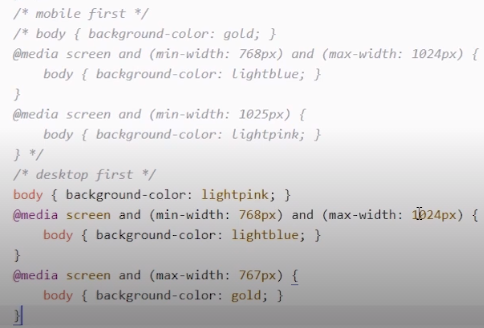 /* mobile first */
/* body { background-color: gold; }
@media screen and (min-width: 768px) and (max-width: 1024px) {
    body { background-color: lightblue; }
}
@media screen and (min-width: 1025px) {
    body { background-color: lightpink; }
} */
/* desktop first */
body { background-color: lightpink; }
@media screen and (min-width: 768px) and (max-width: 1024px) {
    body { background-color: lightblue; }
}
@media screen and (max-width: 767px) {
    body { background-color: gold; }
}